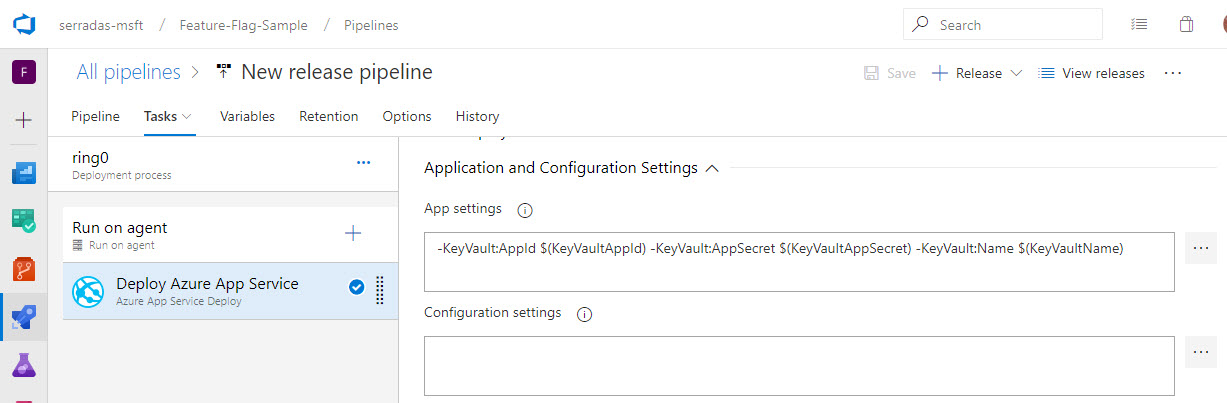 serradas-msft / Feature-Flag-Sample / Pipelines
Search
F
All pipelines > New release pipeline
Save
Release
View releases
Pipeline
Tasks
Variables
Retention
Options
History
ring0
Deployment process
Application and Configuration Settings
App settings
Run on agent
Run on agent
-KeyVault:AppId $(KeyVaultAppId) -KeyVault:AppSecret $(KeyVaultAppSecret) -KeyVault:Name $(KeyVaultName)
Deploy Azure App Service
Azure App Service Deploy
Configuration settings